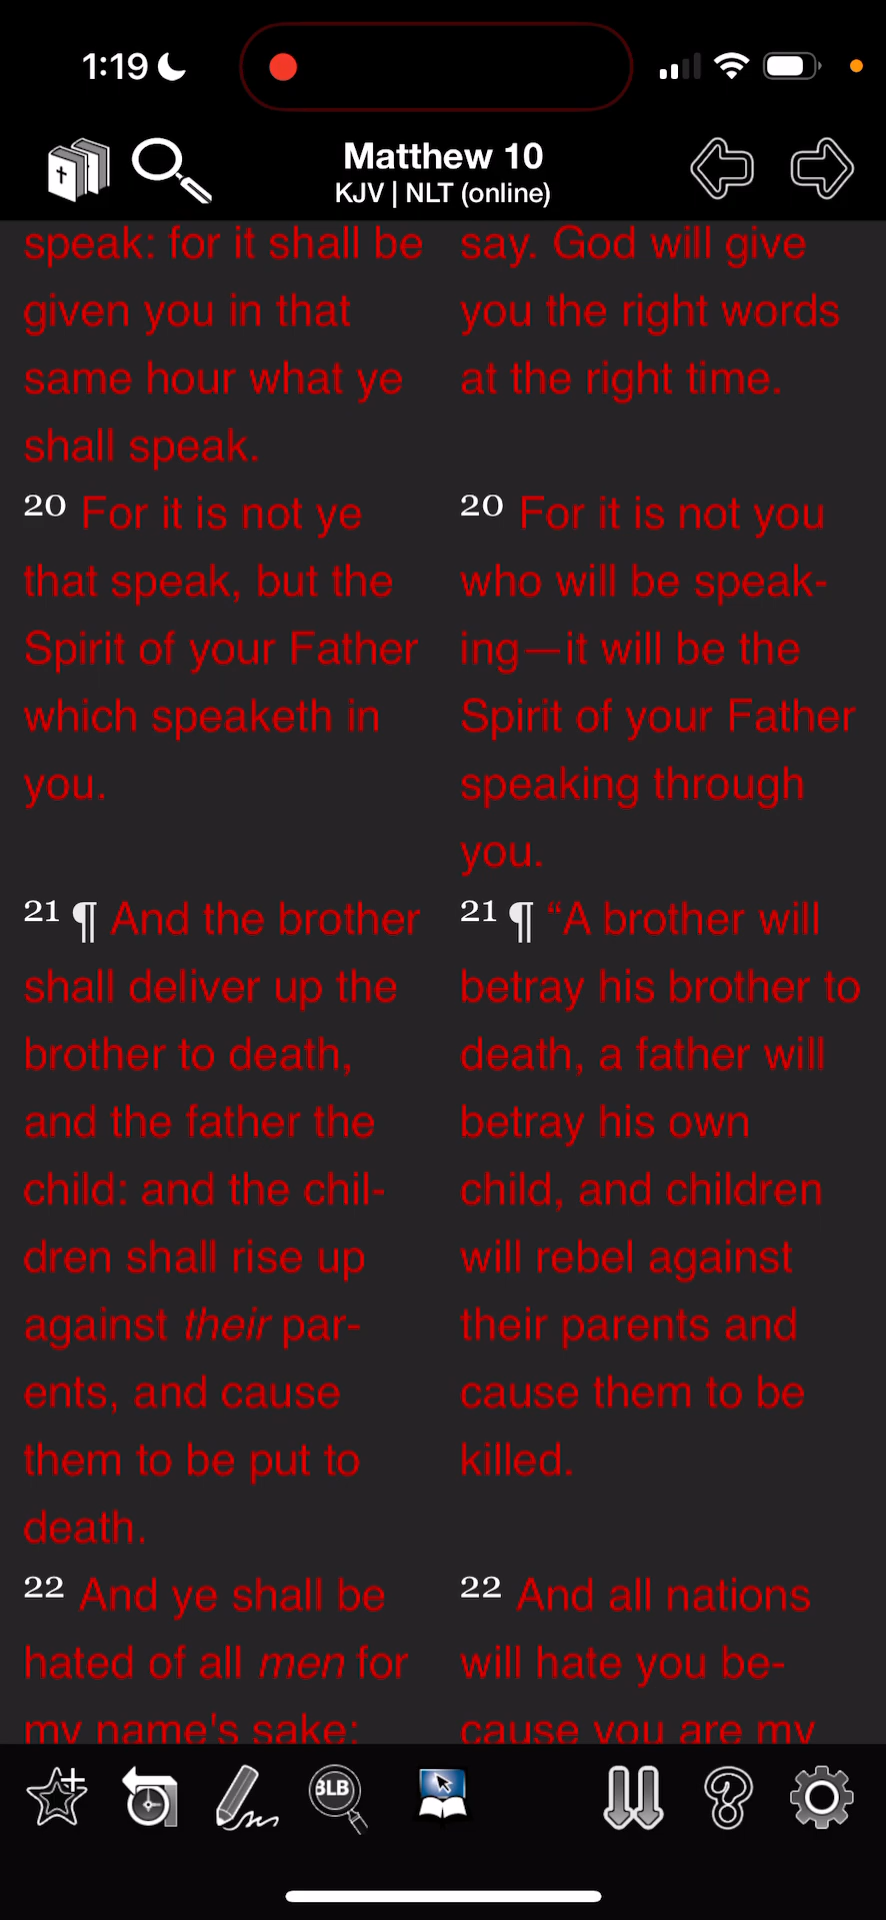 1:19
Matthew 10
KJV | NLT (online)
speak: for it shall be
given you in that
same hour what ye
shall speak.
20 For it is not ye
that speak, but the
Spirit of your Father
which speaketh in
you.
21 ¶ And the brother
shall deliver up the
brother to death,
and the father the
child: and the chil-
dren shall rise up
against their par-
ents, and cause
them to be put to
death.
22 And ye shall be
hated of all men for
my name's sake:
say. God will give
you the right words
at the right time.
20 For it is not you
who will be speak-
ing—it will be the
Spirit of your Father
speaking through
you.
21 ¶ “A brother will
betray his brother to
death, a father will
betray his own
child, and children
will rebel against
their parents and
cause them to be
killed.
22 And all nations
will hate you be-
cause you are my
BLB